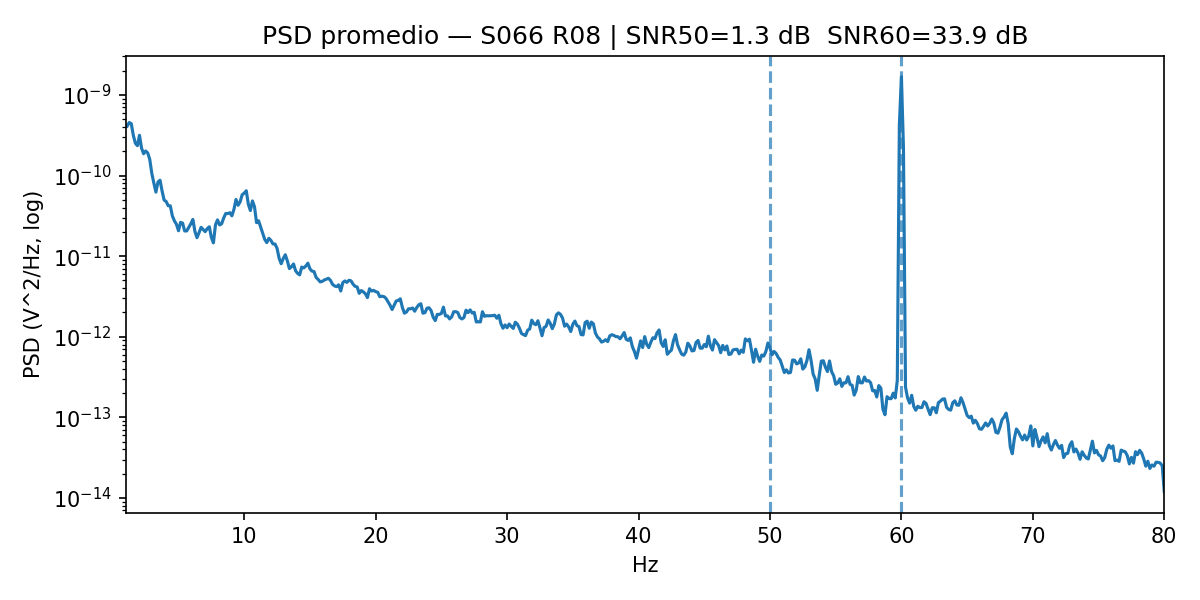 PSD promedio — S066 R08 | SNR50=1.3 dB  SNR60=33.9 dB
PSD (V^2/Hz, log)
10⁻⁹
10⁻¹⁰
10⁻¹¹
10⁻¹²
10⁻¹³
10⁻¹⁴
10 20 30 40 50 60 70 80
Hz